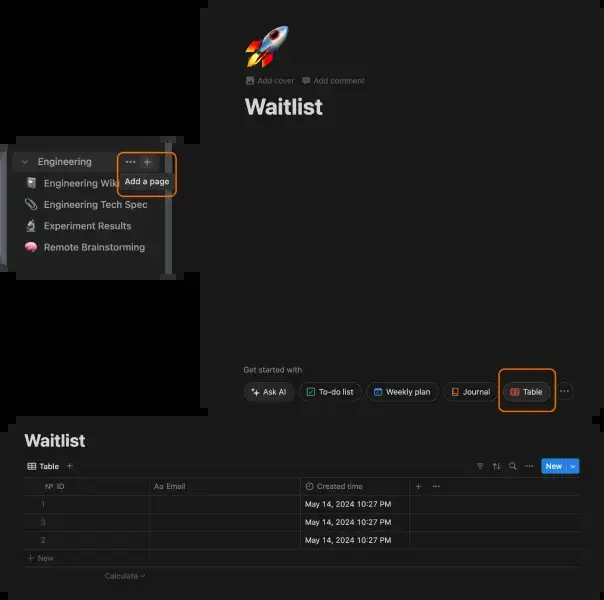 Add cover Add comment
Waitlist
Engineering
Add a page
Engineering Wiki
Engineering Tech Spec
Experiment Results
Remote Brainstorming
Get started with
Ask AI To-do list Weekly plan Journal Table
Waitlist
Table New
Nº ID Aa Email Created time
1 May 14, 2024 10:27 PM
3 May 14, 2024 10:27 PM
2 May 14, 2024 10:27 PM
+ New
Calculate